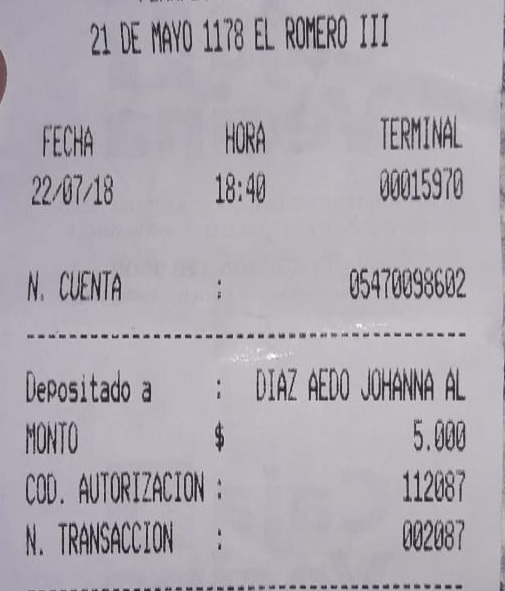 21 DE MAYO 1178 EL ROMERO III
FECHA HORA TERMINAL
22/07/18 18:40 00015970
N. CUENTA : 05470098602
Depositado a : DIAZ AEDO JOHANNA AL
MONTO $ 5.000
COD. AUTORIZACION : 112087
N. TRANSACCION : 002087